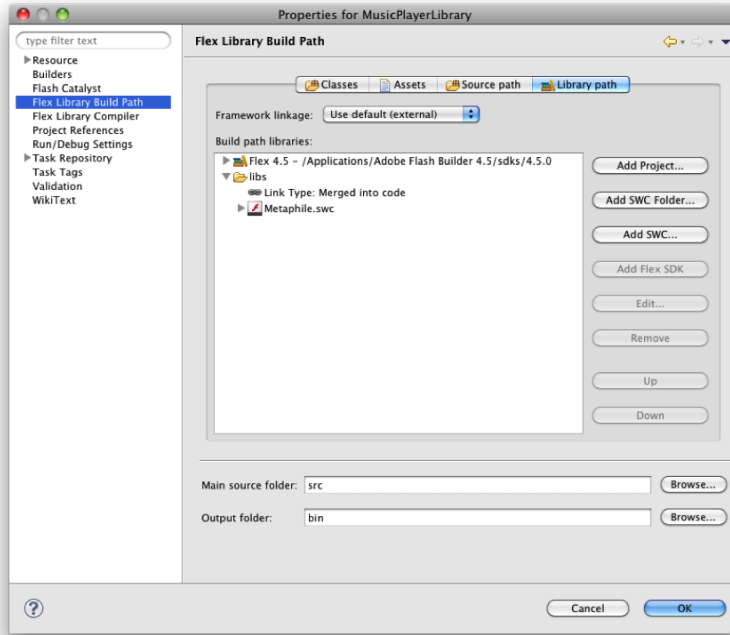 Properties for MusicPlayerLibrary
type filter text
Resource
Builders
Flash Catalyst
Flex Library Build Path
Flex Library Compiler
Project References
Run/Debug Settings
Task Repository
Task Tags
Validation
WikiText
Flex Library Build Path
Classes
Assets
Source path
Library path
Framework linkage:
Use default (external)
Build path libraries:
Flex 4.5 – /Applications/Adobe Flash Builder 4.5/sdks/4.5.0
libs
Link Type: Merged into code
Metaphile.swc
Add Project...
Add SWC Folder...
Add SWC...
Add Flex SDK
Edit...
Remove
Up
Down
Main source folder:
src
Browse...
Output folder:
bin
Browse...
?
Cancel
OK